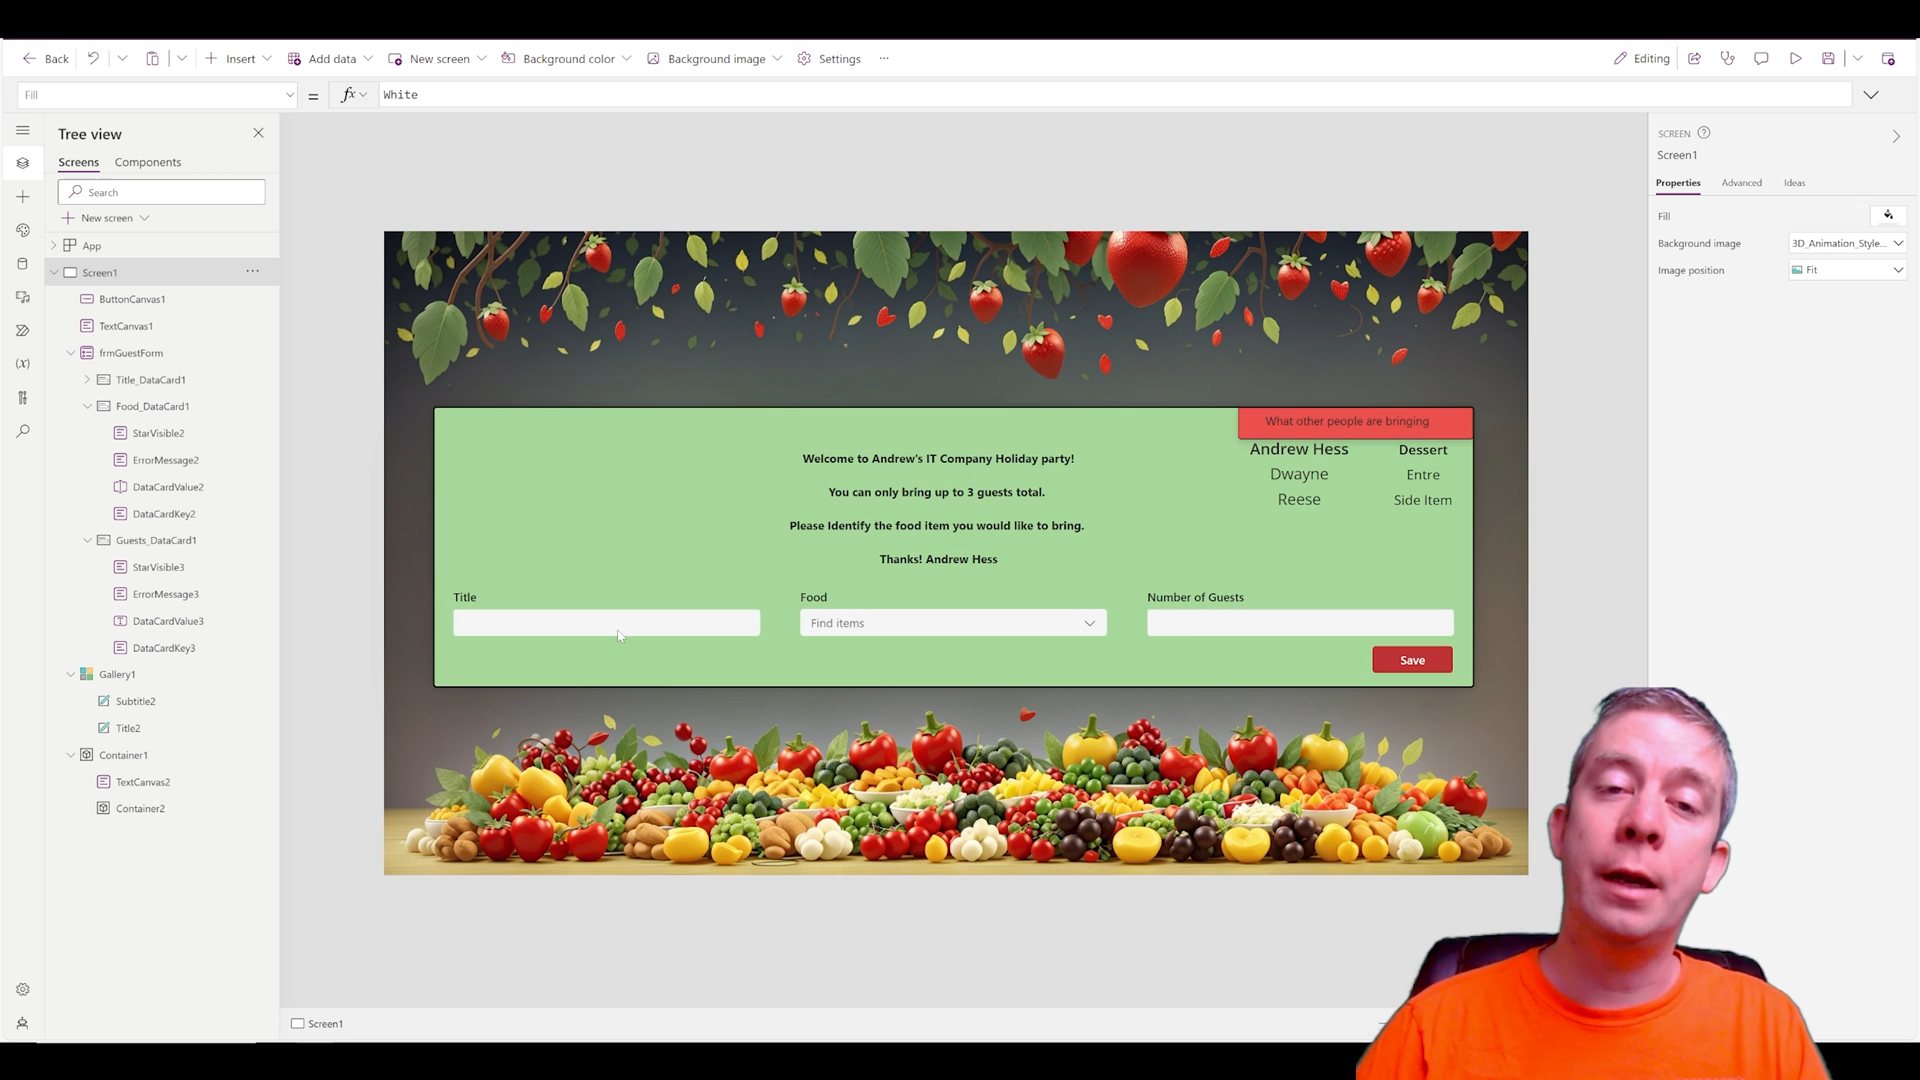 Back
Insert
Add data
New screen
Background color
Background image
Settings
Editing
Fill
=
fx
White
Tree view
Screens
Components
Search
New screen
App
Screen1
ButtonCanvas1
TextCanvas1
frmGuestForm
Title_DataCard1
Food_DataCard1
StarVisible2
ErrorMessage2
DataCardValue2
DataCardKey2
Guests_DataCard1
StarVisible3
ErrorMessage3
DataCardValue3
DataCardKey3
Gallery1
Subtitle2
Title2
Container1
TextCanvas2
Container2
What other people are bringing
Andrew Hess Dessert
Dwayne Entre
Reese Side Item
Welcome to Andrew's IT Company Holiday party!
You can only bring up to 3 guests total.
Please Identify the food item you would like to bring.
Thanks! Andrew Hess
Title
Food
Find items
Number of Guests
Save
Screen1
SCREEN
Screen1
Properties
Advanced
Ideas
Fill
Background image
3D_Animation_Style...
Image position
Fit